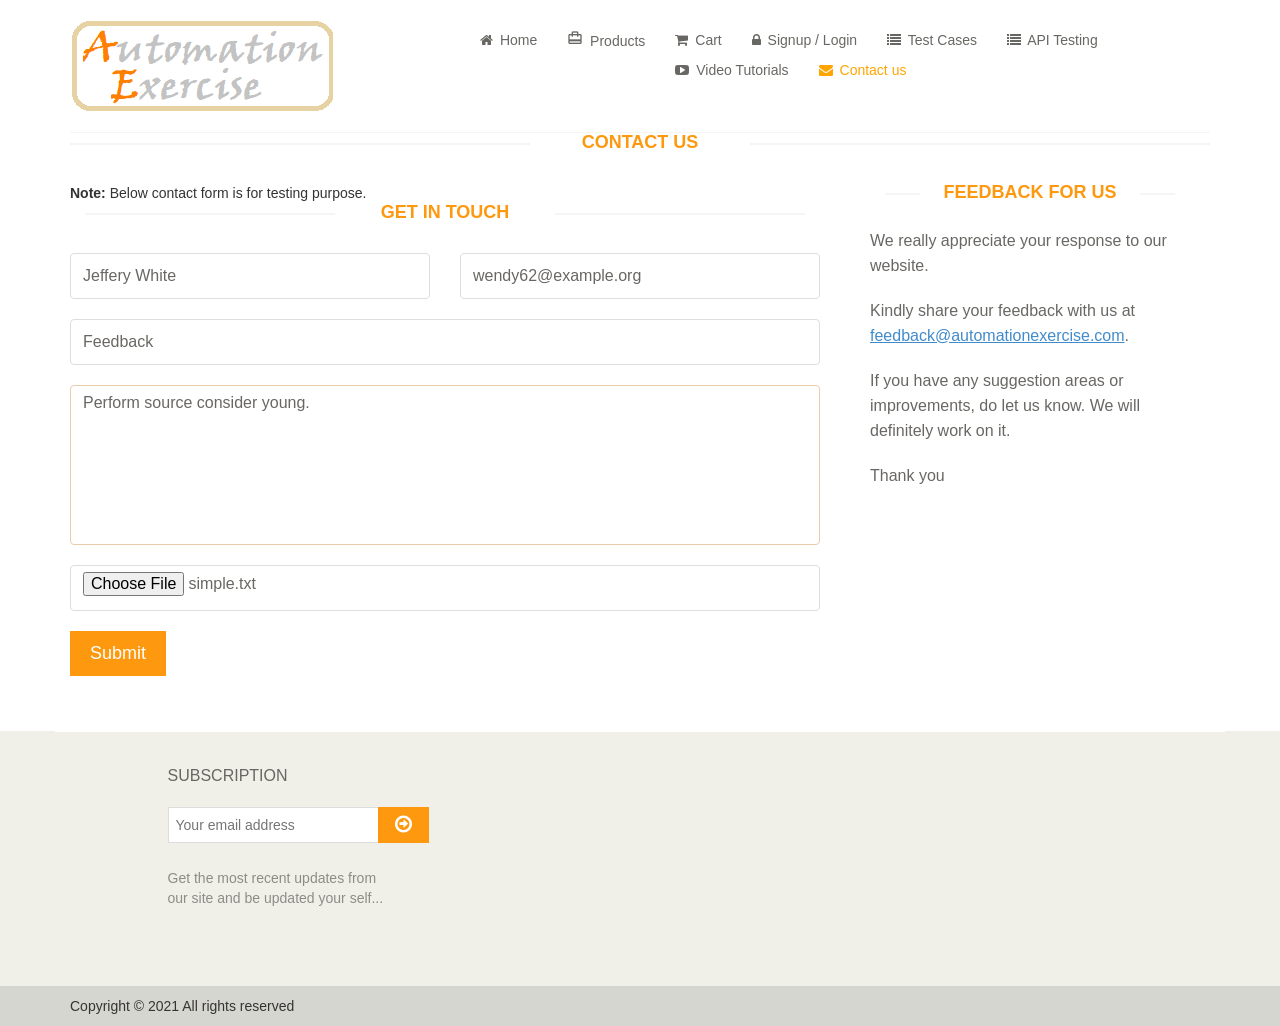 Automation
Exercise
Home
Products
Cart
Signup / Login
Test Cases
API Testing
Video Tutorials
Contact us
CONTACT US
Note: Below contact form is for testing purpose.
GET IN TOUCH
Jeffery White
wendy62@example.org
Feedback
Perform source consider young.
Choose File simple.txt
Submit
FEEDBACK FOR US
We really appreciate your response to our
website.
Kindly share your feedback with us at
feedback@automationexercise.com.
If you have any suggestion areas or
improvements, do let us know. We will
definitely work on it.
Thank you
SUBSCRIPTION
Your email address
Get the most recent updates from
our site and be updated your self...
Copyright © 2021 All rights reserved